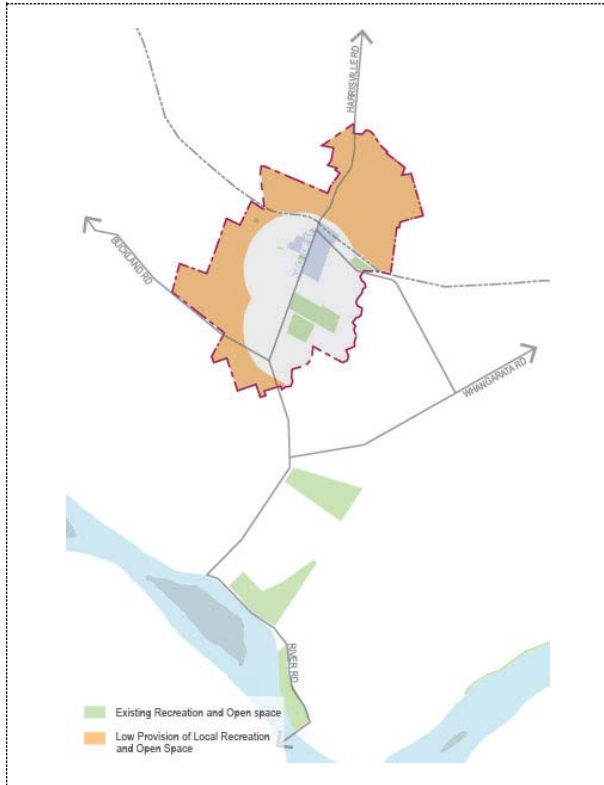 HARRISVILLE RD
BUCKLAND RD
WHANGARATA RD
RIVER RD
Existing Recreation and Open space
Low Provision of Local Recreation
and Open Space